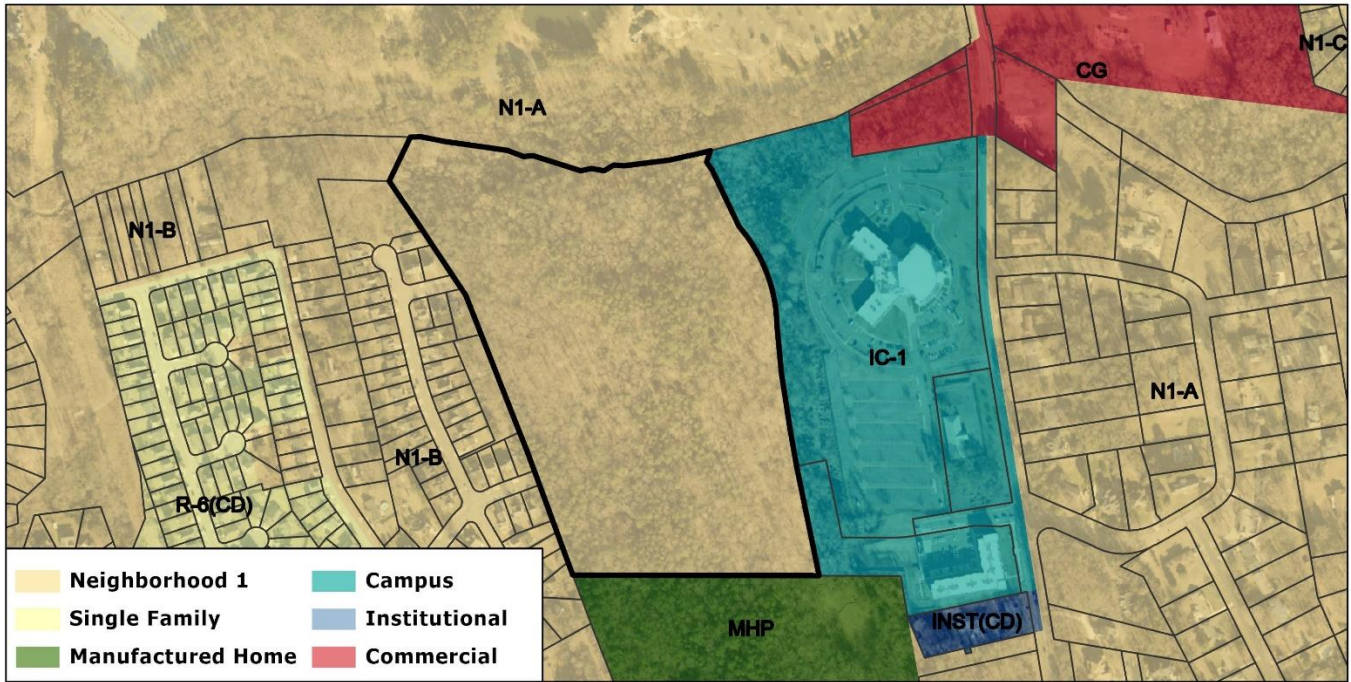 N1-C
CG
N1-A
N1-B
IC-1
N1-A
N1-B
R-6(CD)
INST(CD)
MHP
Neighborhood 1
Single Family
Manufactured Home
Campus
Institutional
Commercial